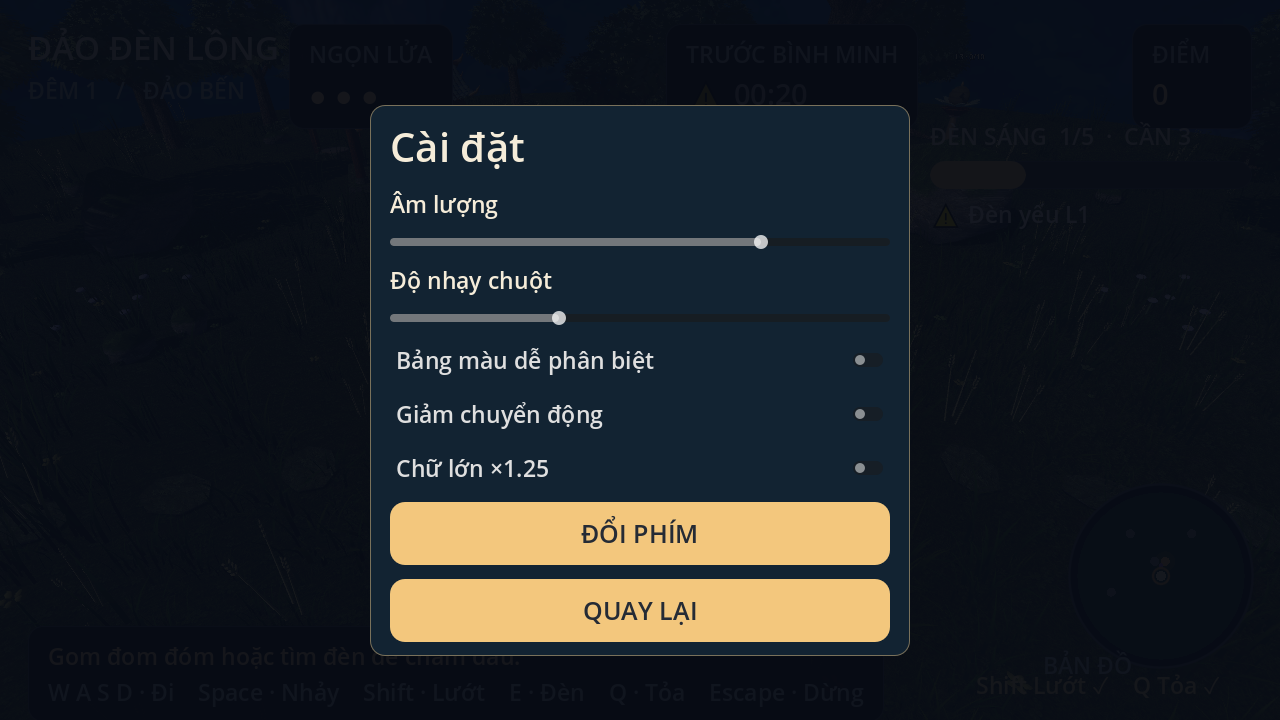 ĐẢO ĐÈN LỒNG
ĐÊM 1 / ĐẢO BẾN
NGỌN LỬA
TRƯỚC BÌNH MINH
00:20
ĐIỂM
0
ĐÈN SÁNG 1/5 · CẦN 3
Đèn yếu L1
Cài đặt
Âm lượng
Độ nhạy chuột
Bảng màu dễ phân biệt
Giảm chuyển động
Chữ lớn ×1.25
ĐỔI PHÍM
QUAY LẠI
Gom đom đóm hoặc tìm đèn để châm dầu.
W A S D · Đi Space · Nhảy Shift · Lướt E · Đèn Q · Tỏa Escape · Dừng
BẢN ĐỒ
Shift Lướt ✓ Q Tỏa ✓